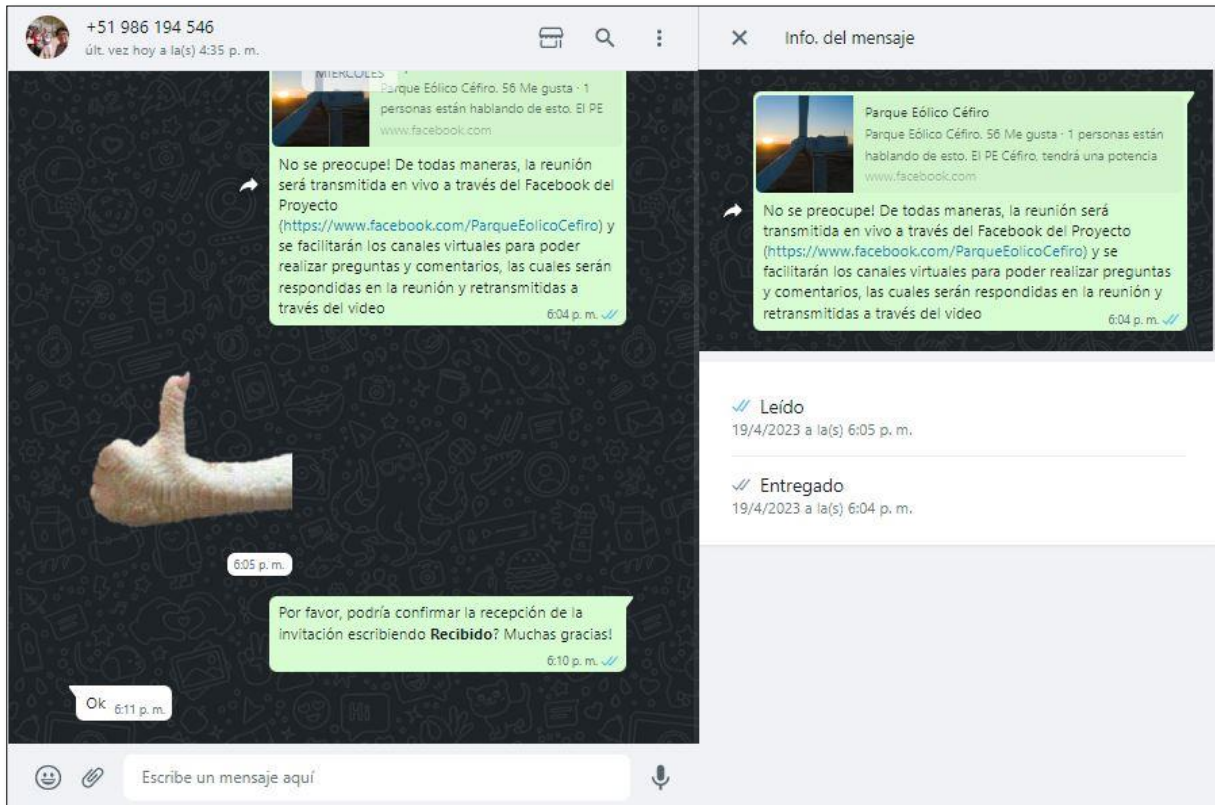 +51 986 194 546
últ. vez hoy a la(s) 4:35 p. m.
MIÉRCOLES
Parque Eólico Céfiro. 56 Me gusta · 1
personas están hablando de esto. El PE
www.facebook.com
No se preocupe! De todas maneras, la reunión
será transmitida en vivo a través del Facebook del
Proyecto
(https://www.facebook.com/ParqueEolicoCefiro) y
se facilitarán los canales virtuales para poder
realizar preguntas y comentarios, las cuales serán
respondidas en la reunión y retransmitidas a
través del video
6:04 p. m.
6:05 p. m.
Por favor, podría confirmar la recepción de la
invitación escribiendo Recibido? Muchas gracias!
6:10 p. m.
Ok 6:11 p. m.
Escribe un mensaje aquí
Info. del mensaje
Parque Eólico Céfiro
Parque Eólico Céfiro. 56 Me gusta · 1 personas están
hablando de esto. El PE Céfiro, tendrá una potencia
www.facebook.com
No se preocupe! De todas maneras, la reunión será
transmitida en vivo a través del Facebook del Proyecto
(https://www.facebook.com/ParqueEolicoCefiro) y se
facilitarán los canales virtuales para poder realizar preguntas
y comentarios, las cuales serán respondidas en la reunión y
retransmitidas a través del video
6:04 p. m.
Leído
19/4/2023 a la(s) 6:05 p. m.
Entregado
19/4/2023 a la(s) 6:04 p. m.